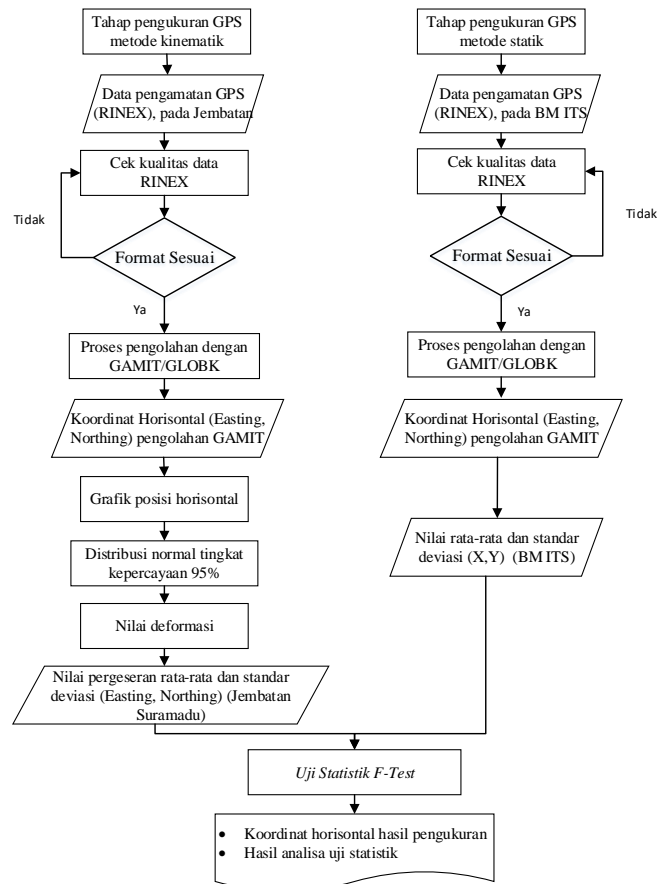 Tahap pengukuran GPS
metode kinematik
Data pengamatan GPS
(RINEX), pada Jembatan
Cek kualitas data
RINEX
Tidak
Format Sesuai
Ya
Proses pengolahan dengan
GAMIT/GLOBK
Koordinat Horisontal (Easting,
Northing) pengolahan GAMIT
Grafik posisi horisontal
Distribusi normal tingkat
kepercayaan 95%
Nilai deformasi
Nilai pergeseran rata-rata dan standar
deviasi (Easting, Northing) (Jembatan
Suramadu)
Tahap pengukuran GPS
metode statik
Data pengamatan GPS
(RINEX), pada BM ITS
Cek kualitas data
RINEX
Tidak
Format Sesuai
Ya
Proses pengolahan dengan
GAMIT/GLOBK
Koordinat Horisontal (Easting,
Northing) pengolahan GAMIT
Nilai rata-rata dan standar
deviasi (X,Y) (BM ITS)
Uji Statistik F-Test
• Koordinat horisontal hasil pengukuran
• Hasil analisa uji statistik